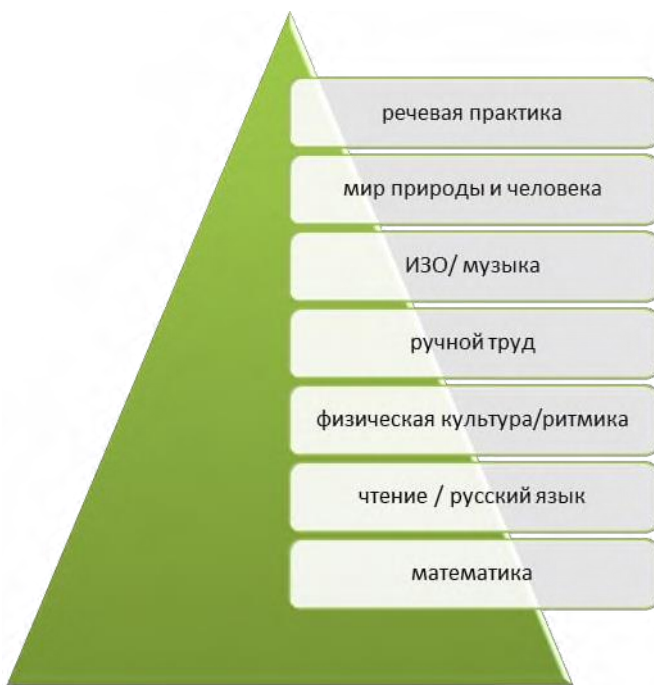 речевая практика
мир природы и человека
ИЗО/ музыка
ручной труд
физическая культура/ритмика
чтение / русский язык
математика